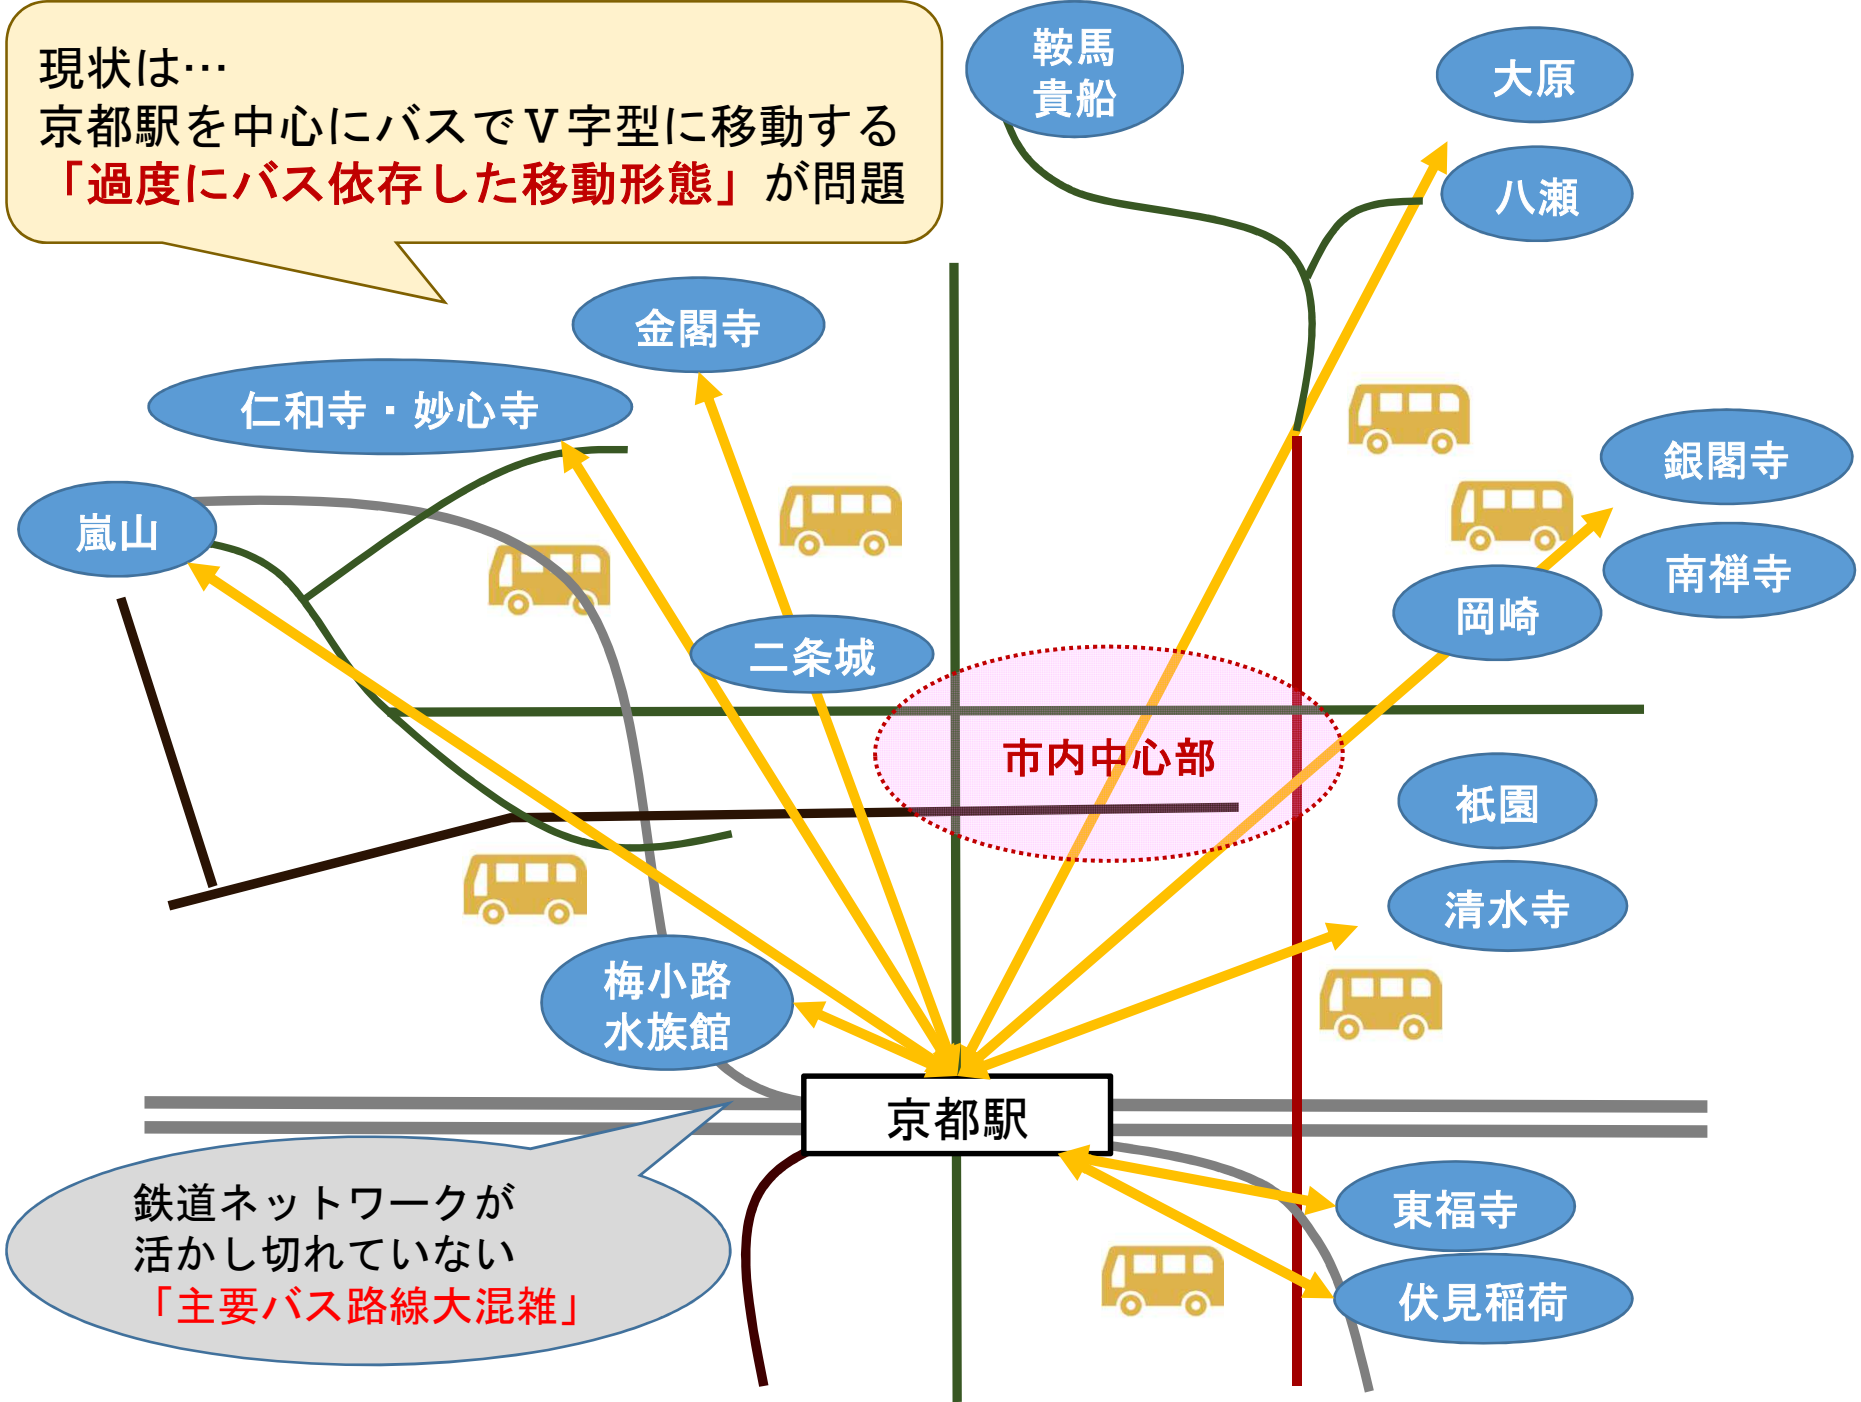 現状は…
京都駅を中心にバスでＶ字型に移動する
「過度にバス依存した移動形態」が問題
鞍馬
貴船
大原
八瀬
金閣寺
仁和寺・妙心寺
嵐山
銀閣寺
南禅寺
岡崎
二条城
市内中心部
祇園
清水寺
梅小路
水族館
京都駅
鉄道ネットワークが
活かし切れていない
「主要バス路線大混雑」
東福寺
伏見稲荷